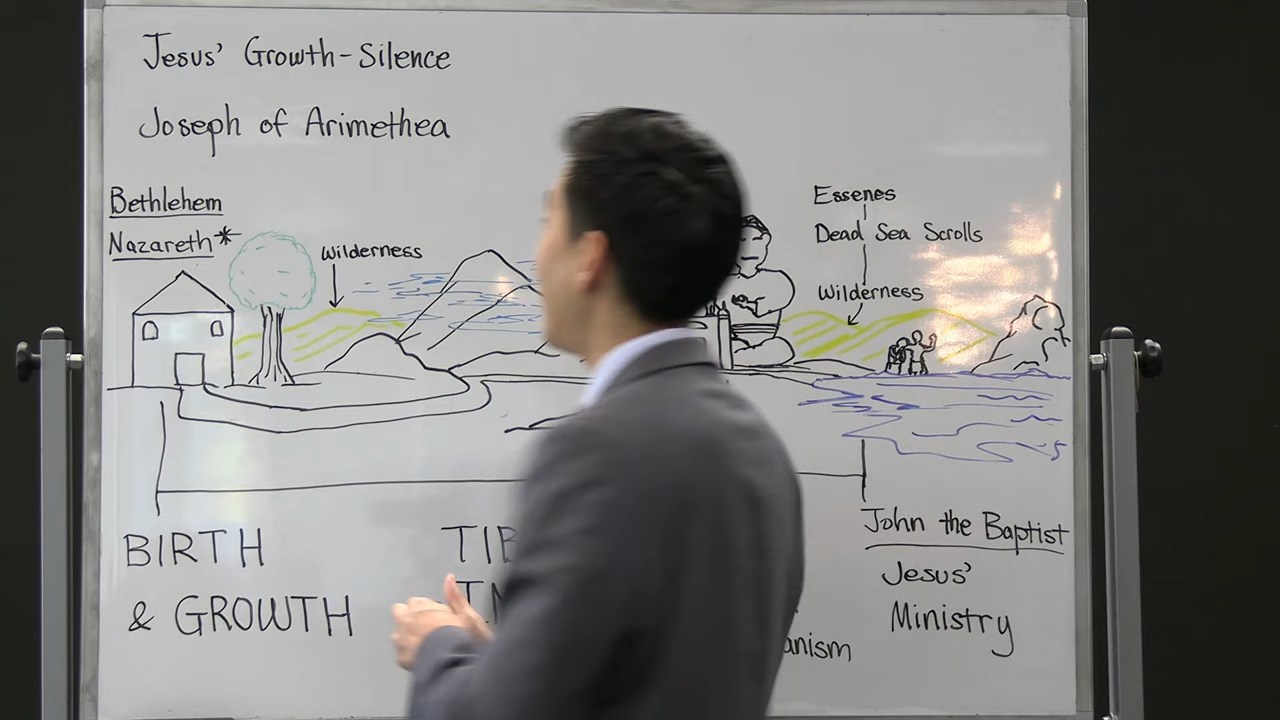 Jesus' Growth-Silence
Joseph of Arimethea
Bethlehem
Nazareth*
Wilderness
Essenes
Dead Sea Scrolls
Wilderness
BIRTH
& GROWTH
John the Baptist
Jesus'
Ministry